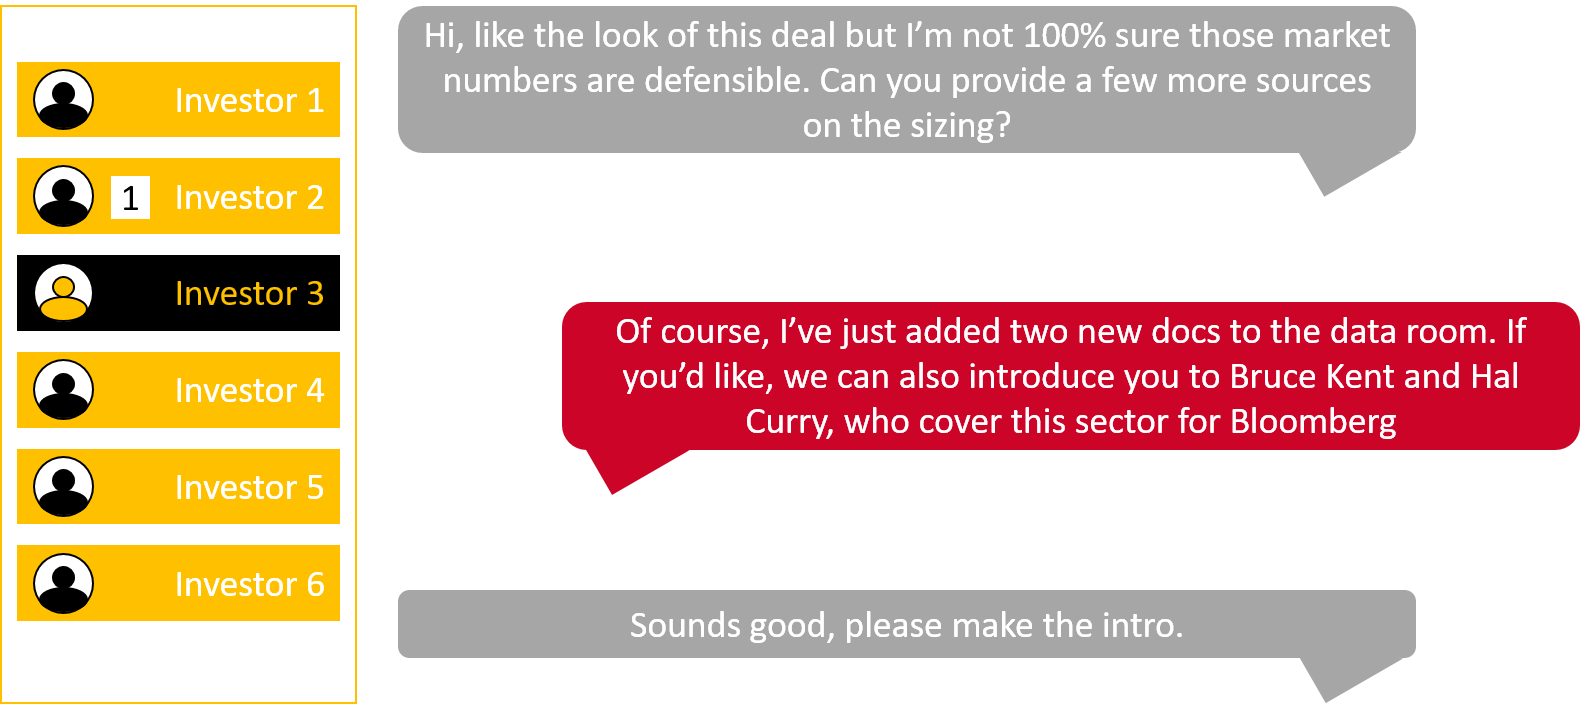 Investor 1
1 Investor 2
Investor 3
Investor 4
Investor 5
Investor 6
Hi, like the look of this deal but I’m not 100% sure those market
numbers are defensible. Can you provide a few more sources
on the sizing?
Of course, I’ve just added two new docs to the data room. If
you’d like, we can also introduce you to Bruce Kent and Hal
Curry, who cover this sector for Bloomberg
Sounds good, please make the intro.